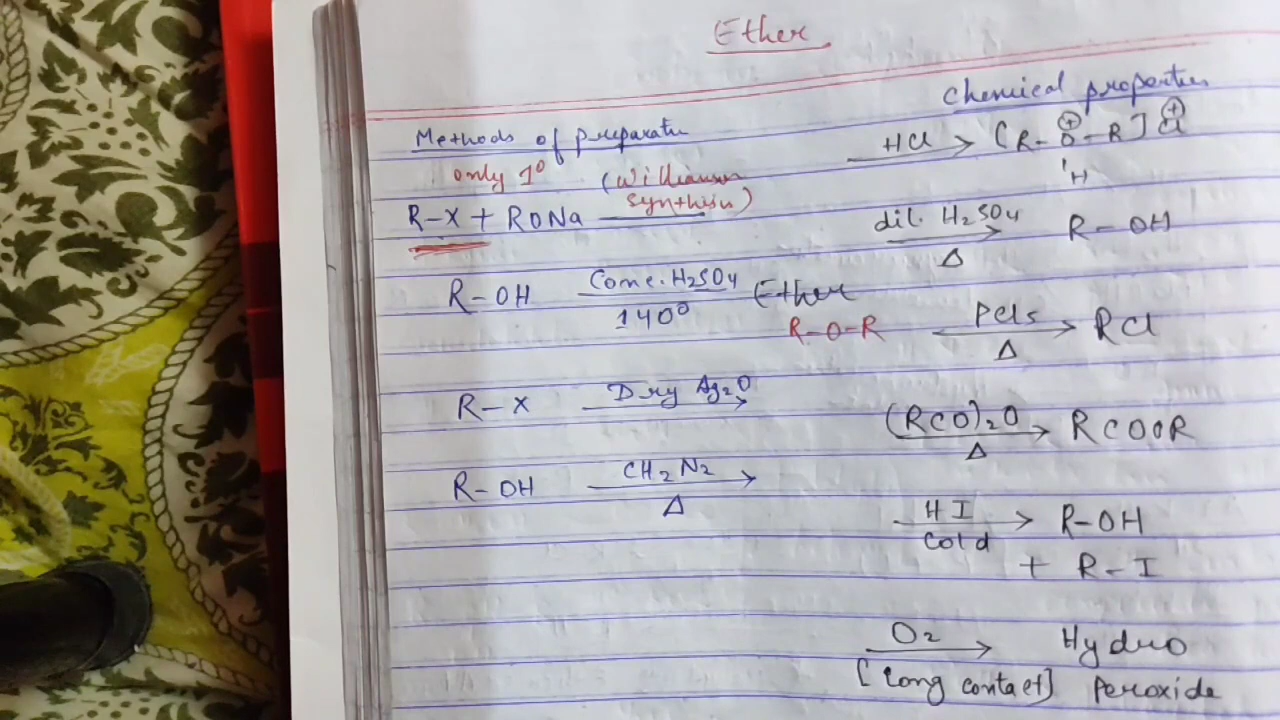 Ether
Methods of preparatn
only 1° (Williamson
synthesis)
R-X + RONa
R-OH Conc. H2SO4 Ether
140°
R-O-R
R-X Dry Ag2O
R-OH CH2N2
Δ
Chemical properties
HCl [R-O-R] Cl
⊕ ⊕
H
dil. H2SO4 R-OH
Δ
PCl5 RCl
Δ
(RCO)2O RCOOR
Δ
HI R-OH
Cold
+ R-I
O2 Hydro
[Long contact] peroxide